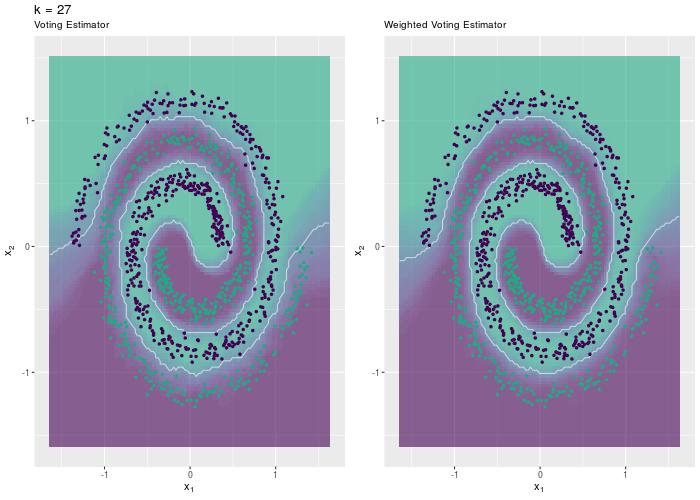 k = 27
Voting Estimator
Weighted Voting Estimator
1
0
-1
x₂
-1
0
1
x₁
1
0
-1
x₂
-1
0
1
x₁